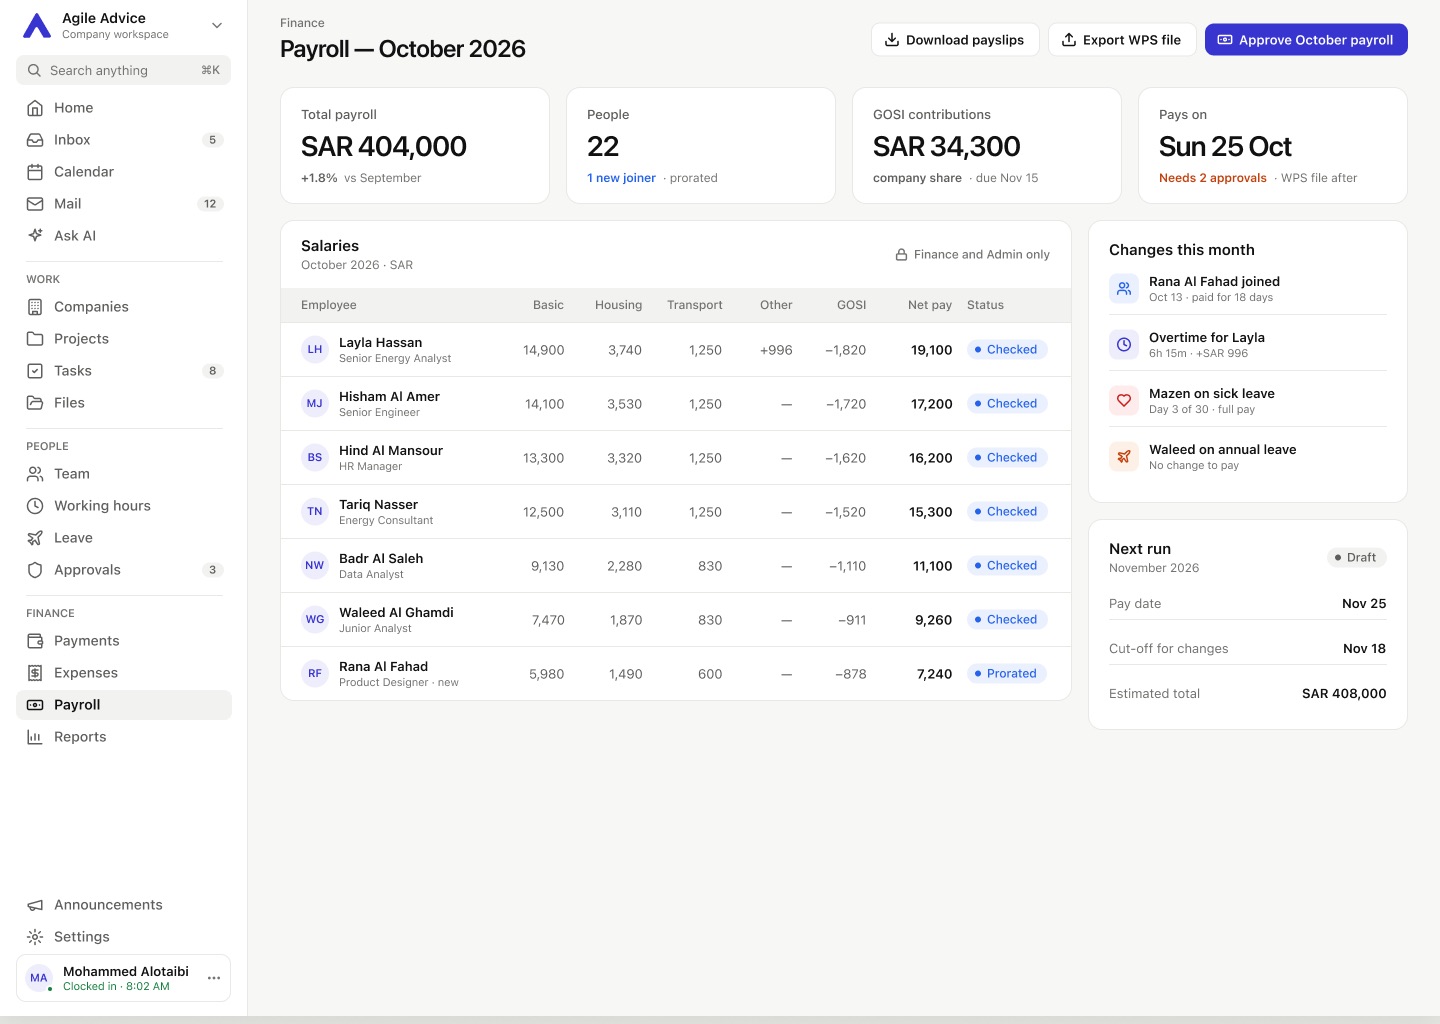 Agile Advice
Company workspace
Search anything ⌘K
Home
Inbox 5
Calendar
Mail 12
Ask AI
WORK
Companies
Projects
Tasks 8
Files
PEOPLE
Team
Working hours
Leave
Approvals 3
FINANCE
Payments
Expenses
Payroll
Reports
Announcements
Settings
MA Mohammed Alotaibi
Clocked in · 8:02 AM
Finance
Payroll — October 2026
Download payslips
Export WPS file
Approve October payroll
Total payroll
SAR 404,000
+1.8% vs September
People
22
1 new joiner · prorated
GOSI contributions
SAR 34,300
company share · due Nov 15
Pays on
Sun 25 Oct
Needs 2 approvals · WPS file after
Salaries
October 2026 · SAR
Finance and Admin only
Employee Basic Housing Transport Other GOSI Net pay Status
LH Layla Hassan 14,900 3,740 1,250 +996 −1,820 19,100 Checked
Senior Energy Analyst
MJ Hisham Al Amer 14,100 3,530 1,250 — −1,720 17,200 Checked
Senior Engineer
BS Hind Al Mansour 13,300 3,320 1,250 — −1,620 16,200 Checked
HR Manager
TN Tariq Nasser 12,500 3,110 1,250 — −1,520 15,300 Checked
Energy Consultant
NW Badr Al Saleh 9,130 2,280 830 — −1,110 11,100 Checked
Data Analyst
WG Waleed Al Ghamdi 7,470 1,870 830 — −911 9,260 Checked
Junior Analyst
RF Rana Al Fahad 5,980 1,490 600 — −878 7,240 Prorated
Product Designer · new
Changes this month
Rana Al Fahad joined
Oct 13 · paid for 18 days
Overtime for Layla
6h 15m · +SAR 996
Mazen on sick leave
Day 3 of 30 · full pay
Waleed on annual leave
No change to pay
Next run
November 2026
Draft
Pay date Nov 25
Cut-off for changes Nov 18
Estimated total SAR 408,000